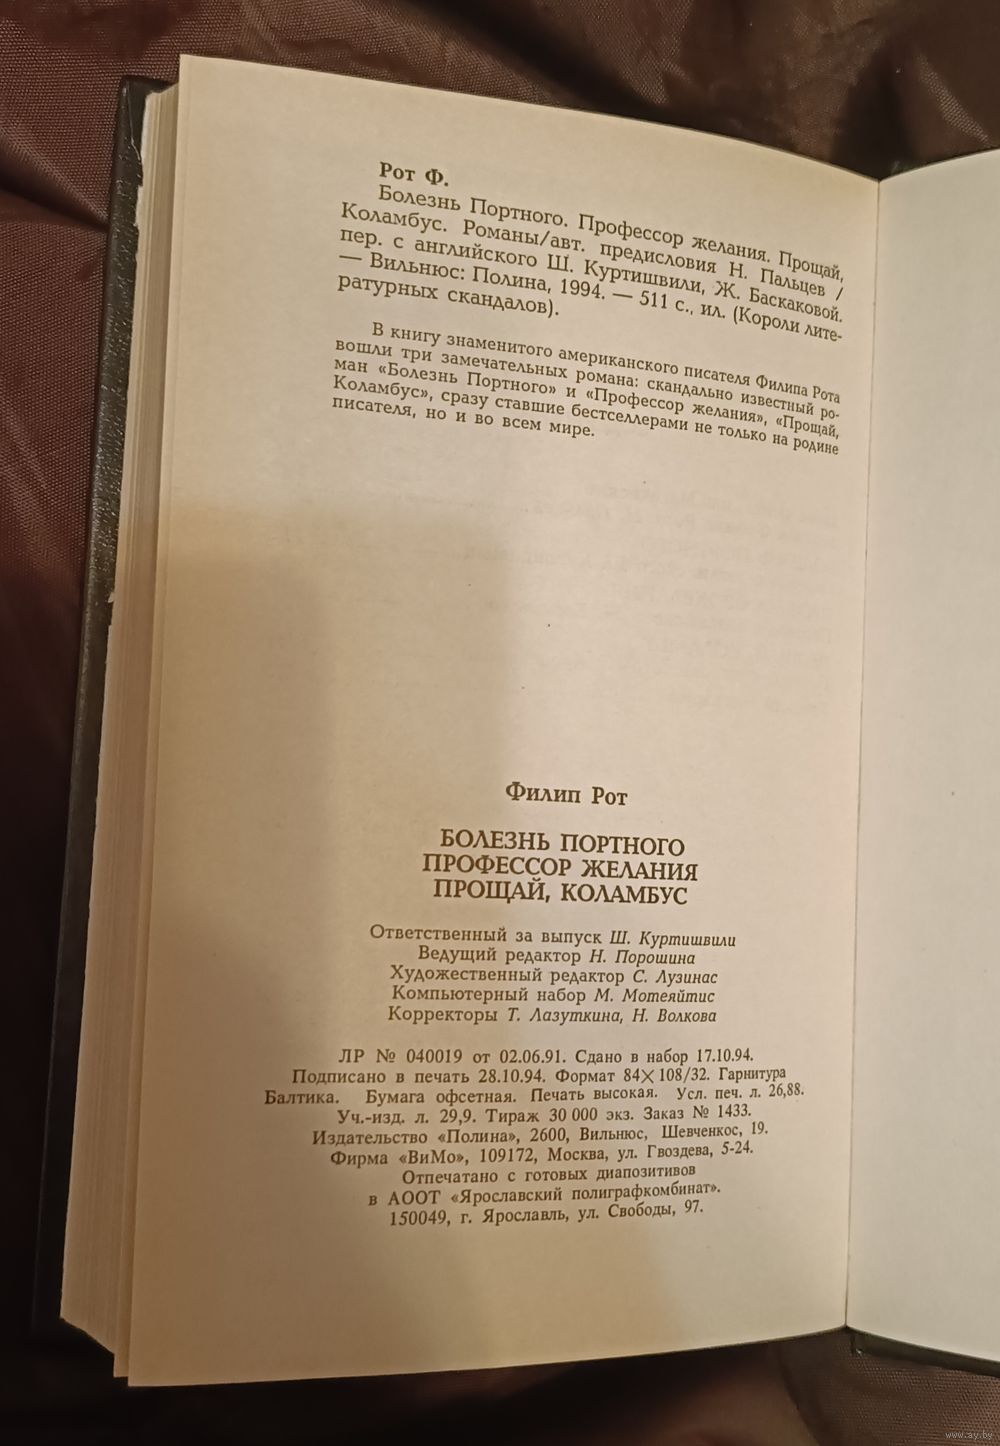 Рот Ф.
Болезнь Портного. Профессор желания. Прощай,
Коламбус. Романы/авт. предисловия Н. Пальцев /
пер. с английского Ш. Куртишвили, Ж. Баскаковой.
— Вильнюс: Полина, 1994. — 511 с., ил. (Короли лите-
ратурных скандалов).
В книгу знаменитого американского писателя Филипа Рота
вошли три замечательных романа: скандально известный ро-
ман «Болезнь Портного» и «Профессор желания», «Прощай,
Коламбус», сразу ставшие бестселлерами не только на родине
писателя, но и во всем мире.
Филип Рот
БОЛЕЗНЬ ПОРТНОГО
ПРОФЕССОР ЖЕЛАНИЯ
ПРОЩАЙ, КОЛАМБУС
Ответственный за выпуск Ш. Куртишвили
Ведущий редактор Н. Порошина
Художественный редактор С. Лузинас
Компьютерный набор М. Мотеяйтис
Корректоры Т. Лазуткина, Н. Волкова
ЛР № 040019 от 02.06.91. Сдано в набор 17.10.94.
Подписано в печать 28.10.94. Формат 84×108/32. Гарнитура
Балтика. Бумага офсетная. Печать высокая. Усл. печ. л. 26,88.
Уч.-изд. л. 29,9. Тираж 30 000 экз. Заказ № 1433.
Издательство «Полина», 2600, Вильнюс, Шевченкос, 19.
Фирма «ВиМо», 109172, Москва, ул. Гвоздева, 5-24.
Отпечатано с готовых диапозитивов
в АООТ «Ярославский полиграфкомбинат».
150049, г. Ярославль, ул. Свободы, 97.
www.ay.by